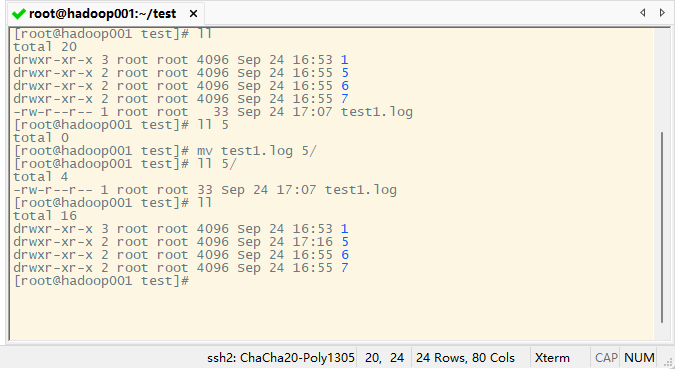 root@hadoop001:~/test
[root@hadoop001 test]# ll
total 20
drwxr-xr-x 3 root root 4096 Sep 24 16:53 1
drwxr-xr-x 2 root root 4096 Sep 24 16:55 5
drwxr-xr-x 2 root root 4096 Sep 24 16:55 6
drwxr-xr-x 2 root root 4096 Sep 24 16:55 7
-rw-r--r-- 1 root root   33 Sep 24 17:07 test1.log
[root@hadoop001 test]# ll 5
total 0
[root@hadoop001 test]# mv test1.log 5/
[root@hadoop001 test]# ll 5/
total 4
-rw-r--r-- 1 root root 33 Sep 24 17:07 test1.log
[root@hadoop001 test]# ll
total 16
drwxr-xr-x 3 root root 4096 Sep 24 16:53 1
drwxr-xr-x 2 root root 4096 Sep 24 17:16 5
drwxr-xr-x 2 root root 4096 Sep 24 16:55 6
drwxr-xr-x 2 root root 4096 Sep 24 16:55 7
[root@hadoop001 test]#
ssh2: ChaCha20-Poly1305 20, 24 24 Rows, 80 Cols Xterm CAP NUM